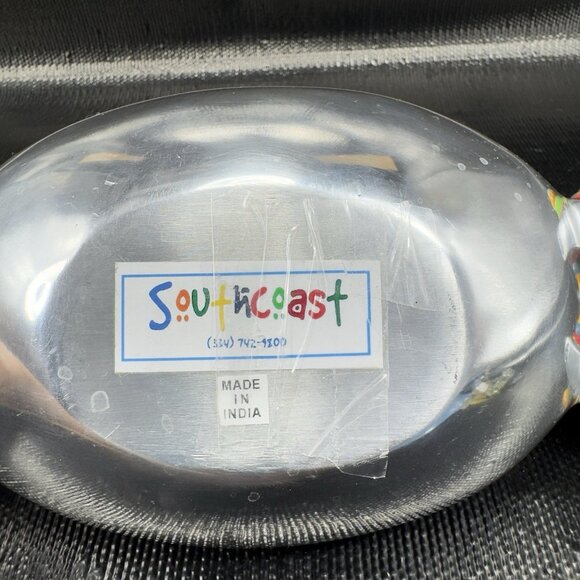 Southcoast
(334) 742-9800
MADE
IN
INDIA